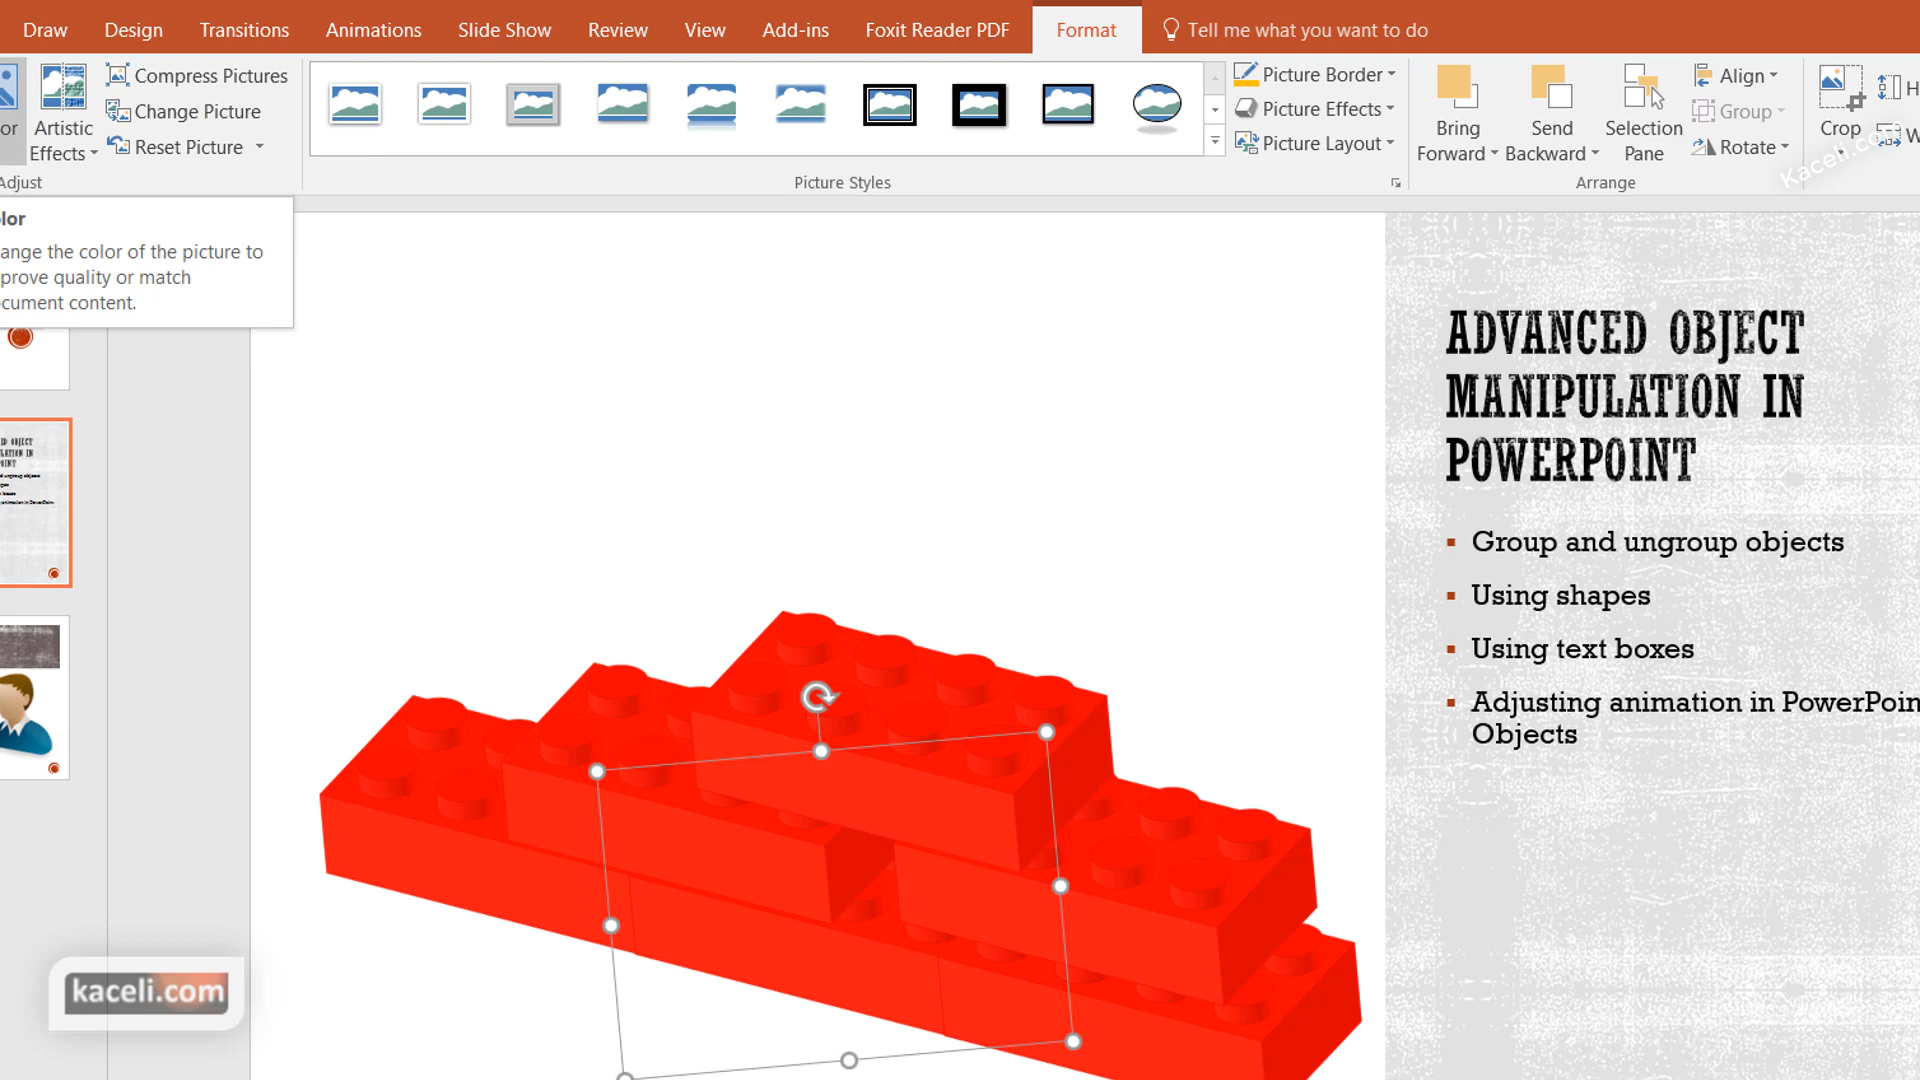 Draw Design Transitions Animations Slide Show Review View Add-ins Foxit Reader PDF Format Tell me what you want to do
or
Artistic
Effects
Compress Pictures
Change Picture
Reset Picture
Adjust
Picture Styles
Picture Border
Picture Effects
Picture Layout
Bring
Forward
Send
Backward
Selection
Pane
Align
Group
Rotate
Arrange
Crop
H
W
Kaceli.com
lor
ange the color of the picture to
prove quality or match
cument content.
ADVANCED OBJECT
MANIPULATION IN
POWERPOINT
Group and ungroup objects
Using shapes
Using text boxes
Adjusting animation in PowerPoin
Objects
kaceli.com